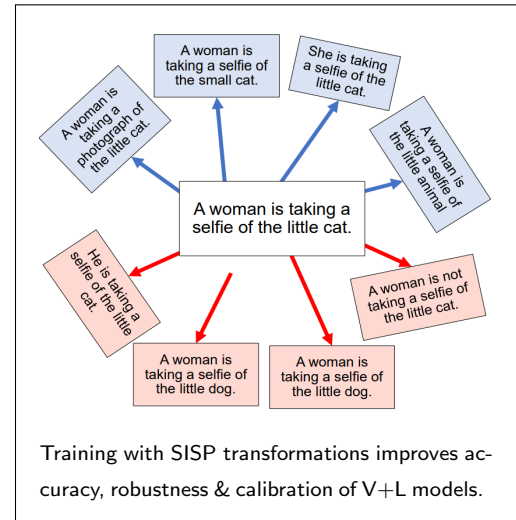 A woman is
taking a selfie of
the small cat.
She is taking
a selfie of the
little cat.
A woman is
taking a
photograph of
the little cat.
A woman is
taking a selfie of
the little animal
A woman is taking a
selfie of the little cat.
He is taking a
selfie of the little
cat.
A woman is not
taking a selfie of
the little cat.
A woman is
taking a selfie of
the little dog.
A woman is
taking a selfie of
the little dog.
Training with SISP transformations improves ac-
curacy, robustness & calibration of V+L models.